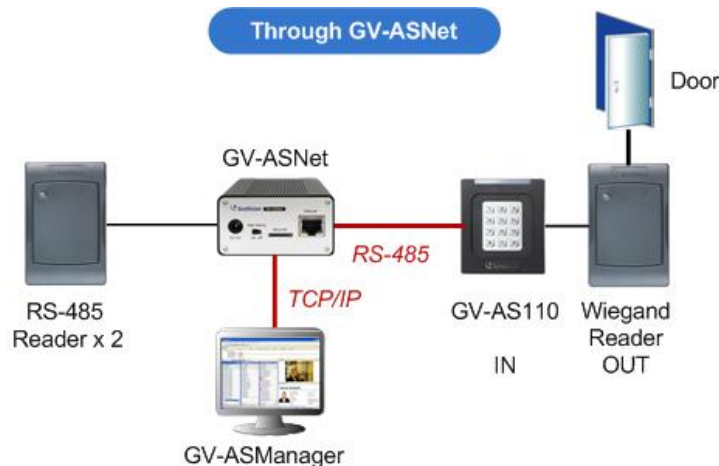 Through GV-ASNet
Door
GV-ASNet
RS-485
TCP/IP
RS-485
Reader x 2
GV-AS110
IN
Wiegand
Reader
OUT
GV-ASManager